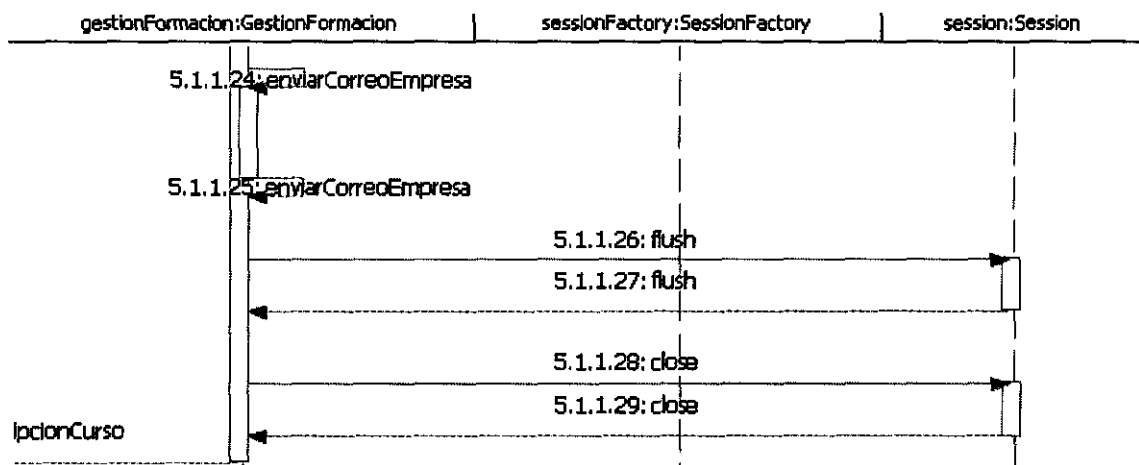 gestionFormacion:GestionFormacion sessionFactory:SessionFactory session:Session
5.1.1.24: enviarCorreoEmpresa
5.1.1.25: enviarCorreoEmpresa
5.1.1.26: flush
5.1.1.27: flush
5.1.1.28: close
5.1.1.29: close
ipcionCurso